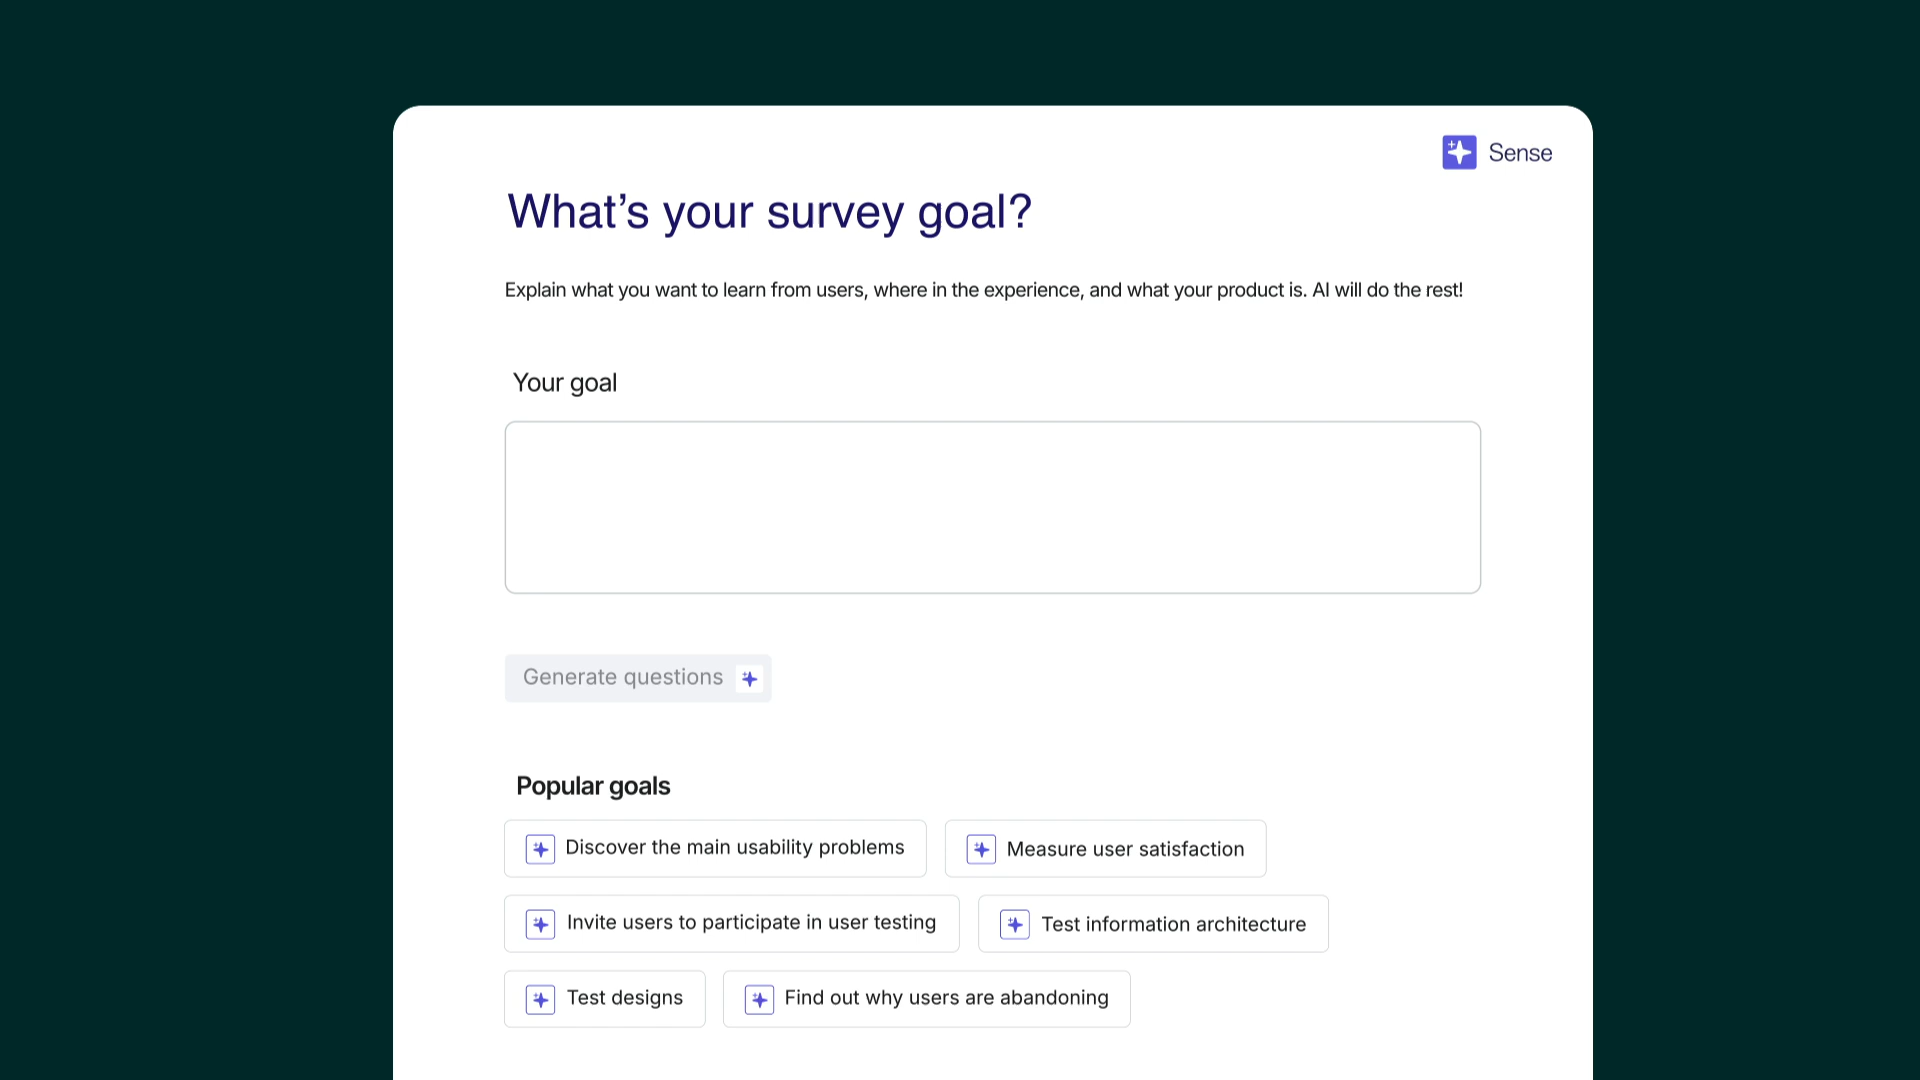 Sense
What’s your survey goal?
Explain what you want to learn from users, where in the experience, and what your product is. AI will do the rest!
Your goal
Generate questions
Popular goals
Discover the main usability problems
Measure user satisfaction
Invite users to participate in user testing
Test information architecture
Test designs
Find out why users are abandoning